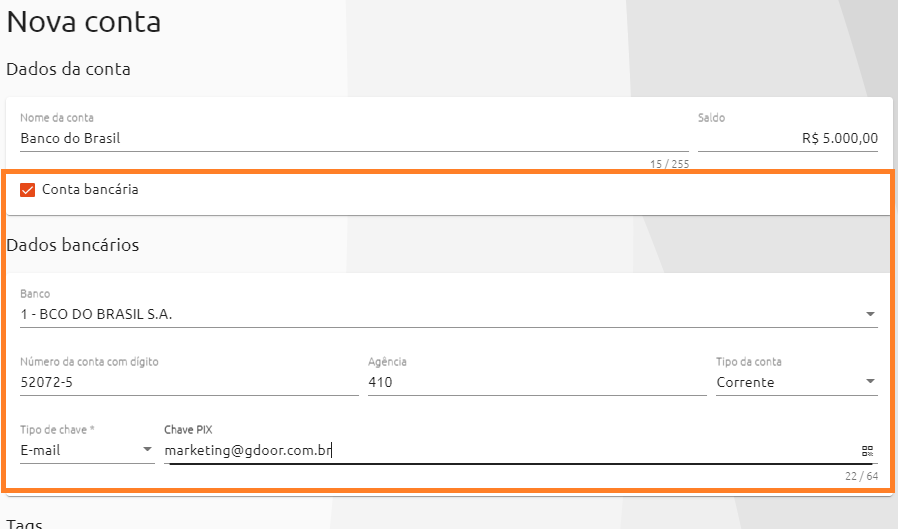 Nova conta
Dados da conta
Nome da conta
Saldo
Banco do Brasil
R$ 5.000,00
15 / 255
Conta bancária
Dados bancários
Banco
1 - BCO DO BRASIL S.A.
Número da conta com dígito
Agência
Tipo da conta
52072-5
410
Corrente
Tipo de chave *
Chave PIX
E-mail
marketing@gdoor.com.br
22 / 64
Tags